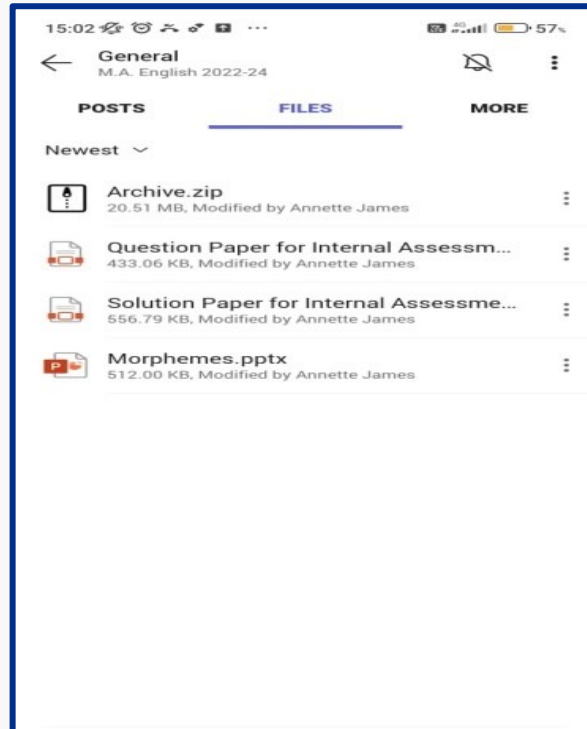 15:02 ... 4G 57%
General
M.A. English 2022-24
POSTS FILES MORE
Newest
Archive.zip
20.51 MB, Modified by Annette James
Question Paper for Internal Assessm...
433.06 KB, Modified by Annette James
Solution Paper for Internal Assessme...
556.79 KB, Modified by Annette James
P Morphemes.pptx
512.00 KB, Modified by Annette James